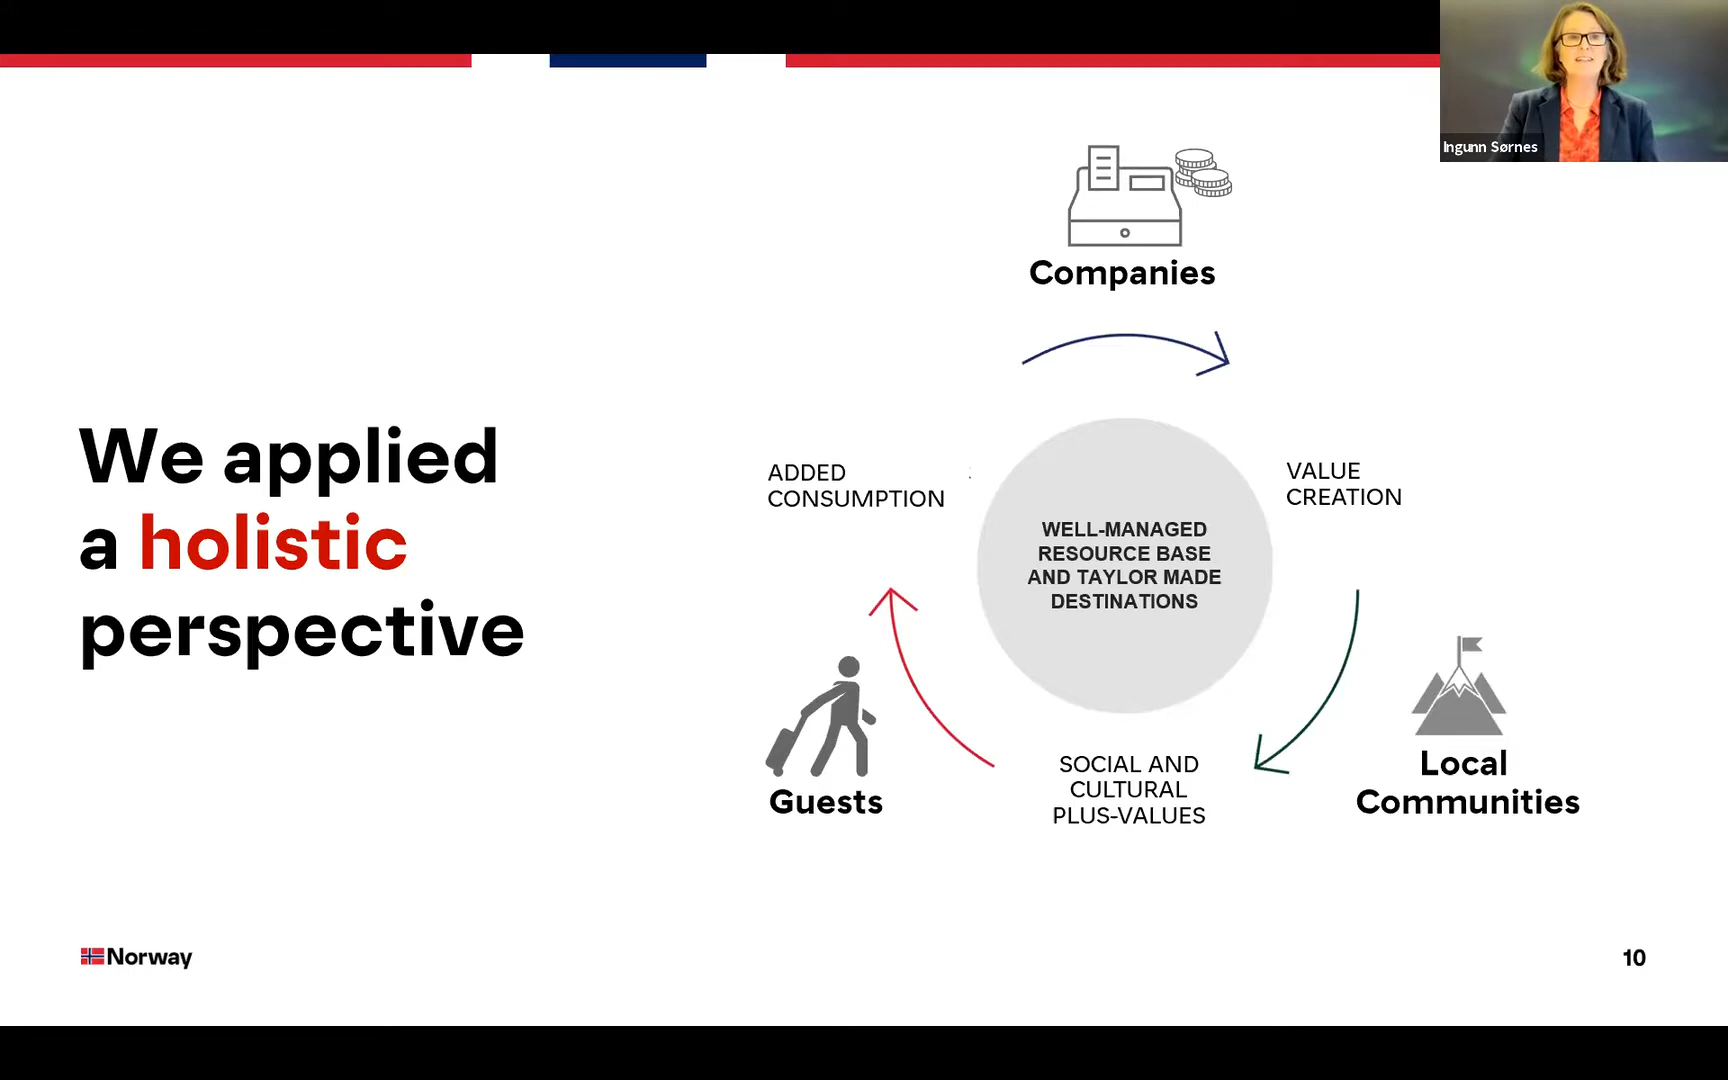 Ingunn Sørnes
We applied
a holistic
perspective
Companies
ADDED
CONSUMPTION
VALUE
CREATION
WELL-MANAGED
RESOURCE BASE
AND TAYLOR MADE
DESTINATIONS
Guests
SOCIAL AND
CULTURAL
PLUS-VALUES
Local
Communities
Norway
10